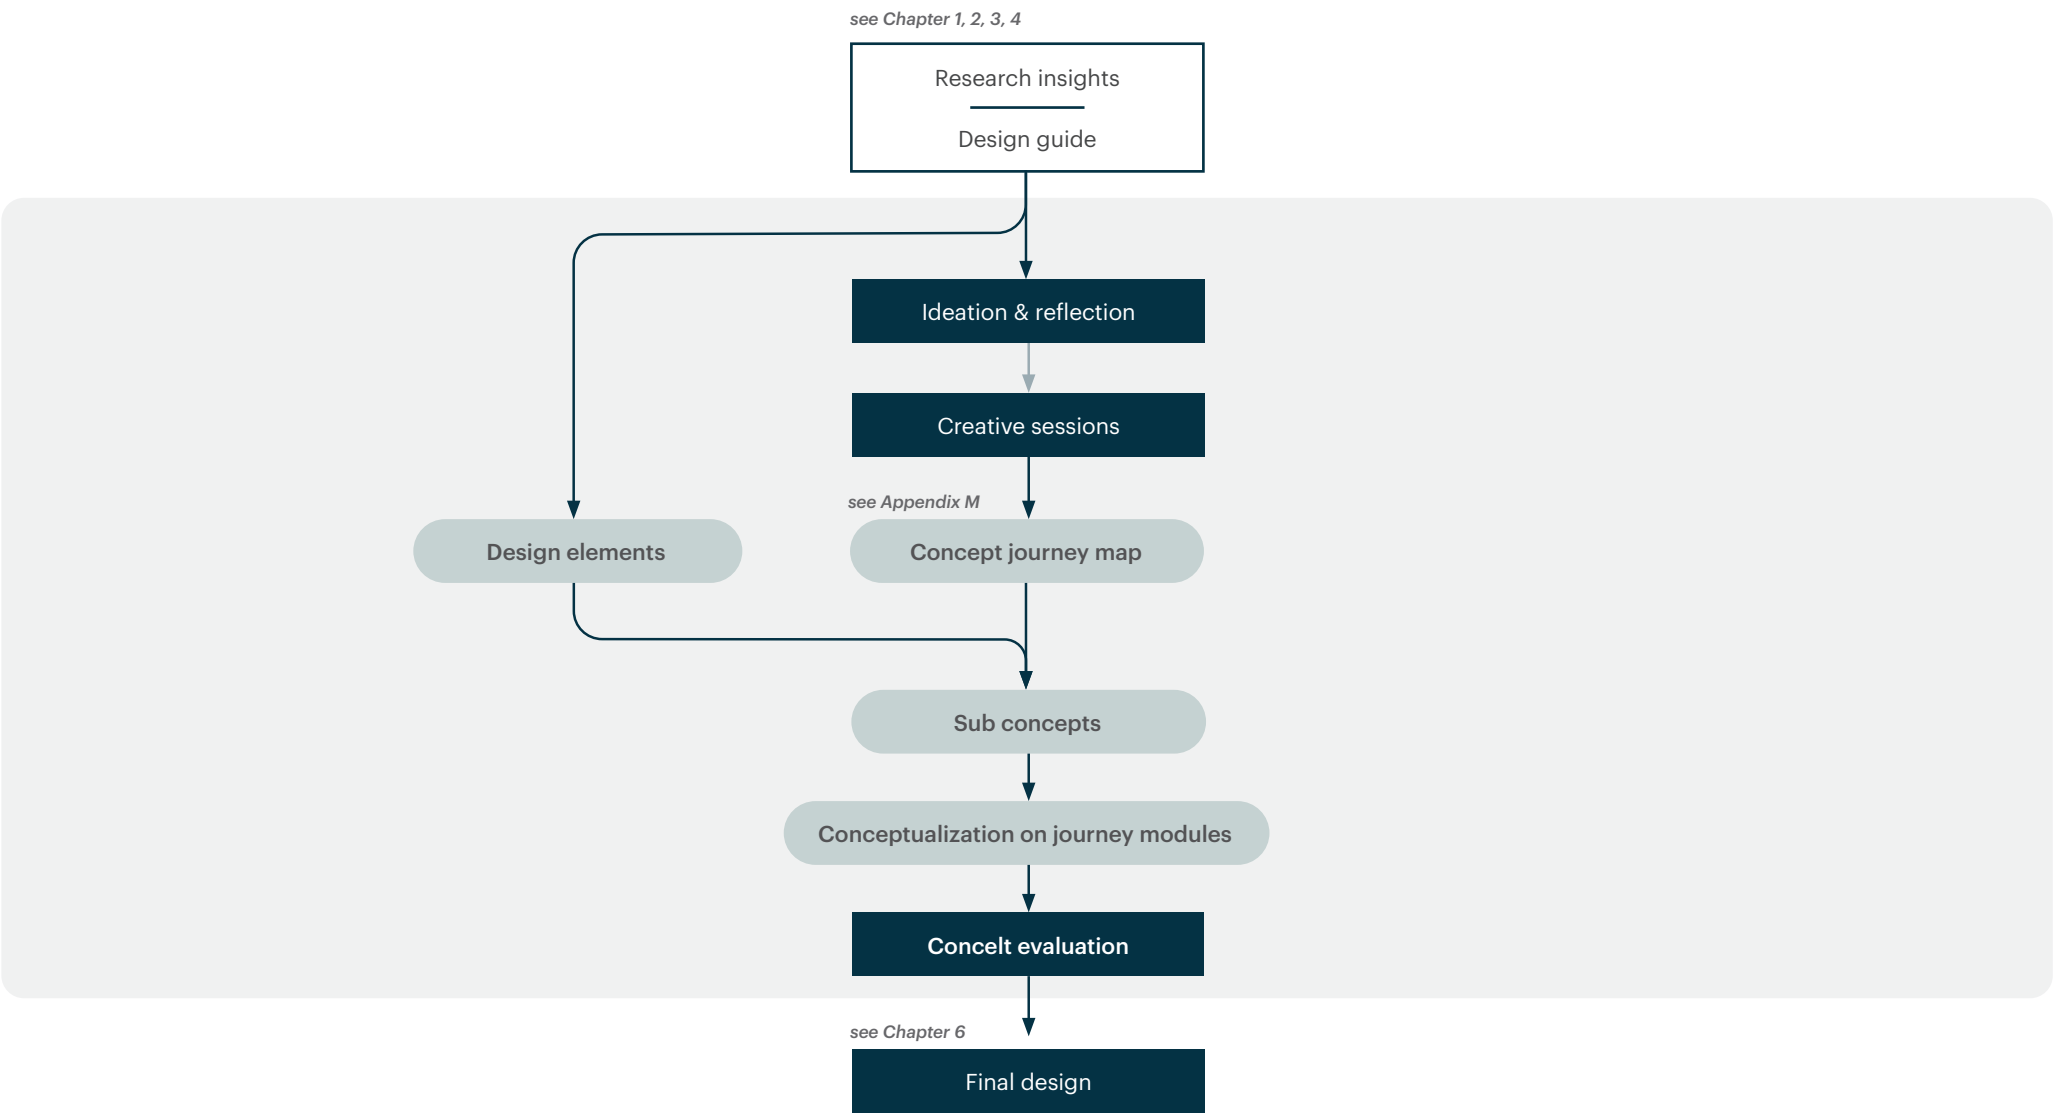 see Chapter 1, 2, 3, 4
Research insights
Design guide
Ideation & reflection
Creative sessions
see Appendix M
Design elements
Concept journey map
Sub concepts
Conceptualization on journey modules
Concelt evaluation
see Chapter 6
Final design